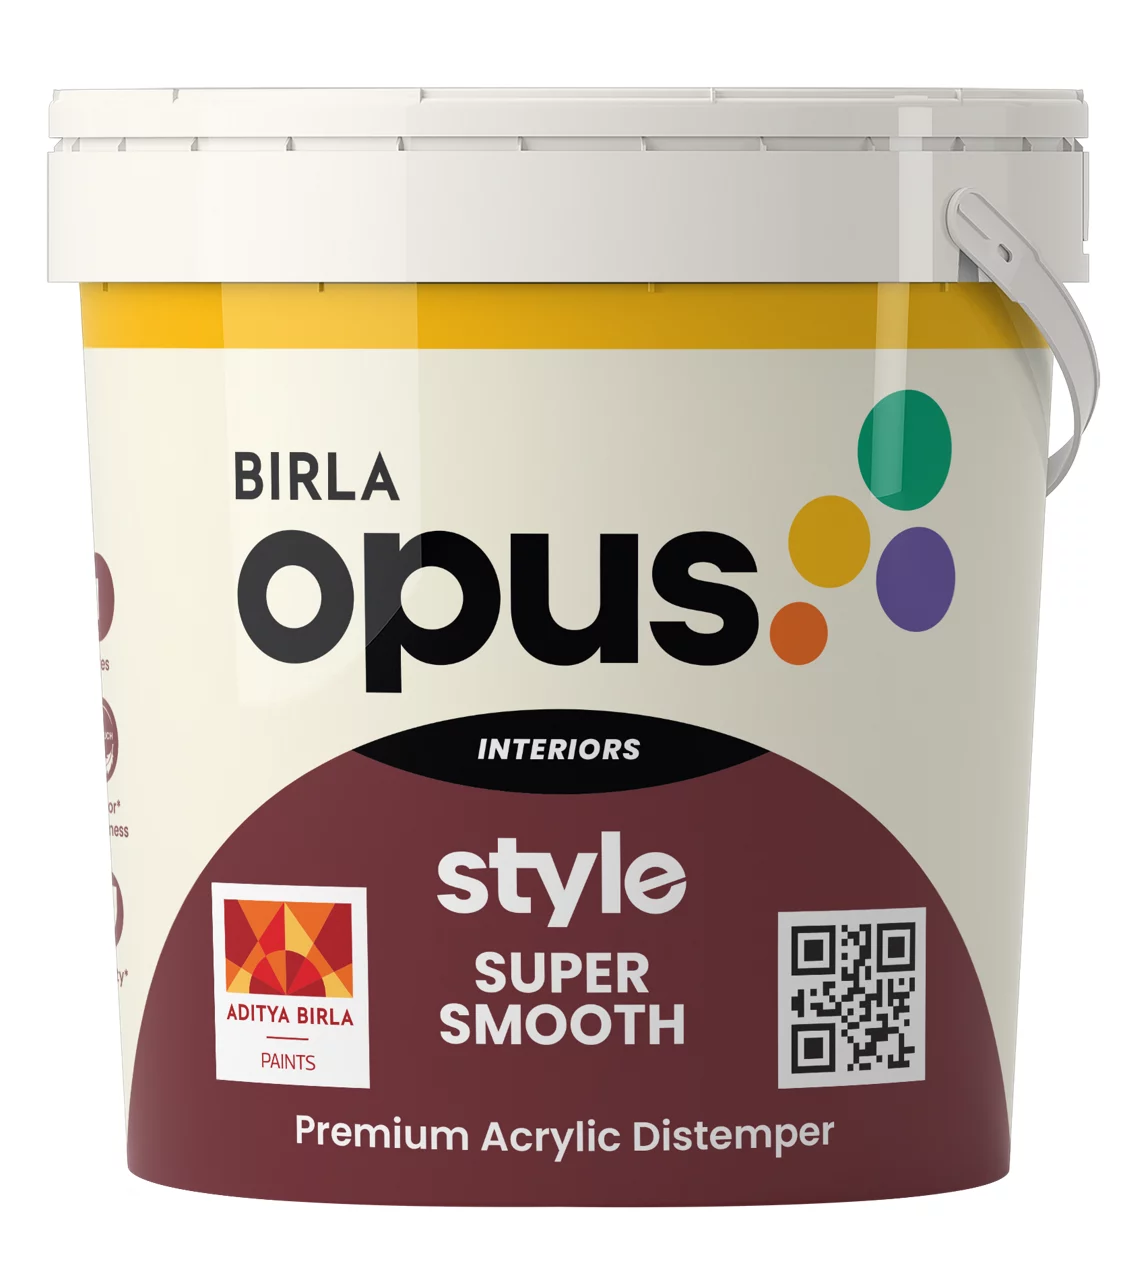 BIRLA
opus.
INTERIORS
style
SUPER
SMOOTH
ADITYA BIRLA
PAINTS
Premium Acrylic Distemper